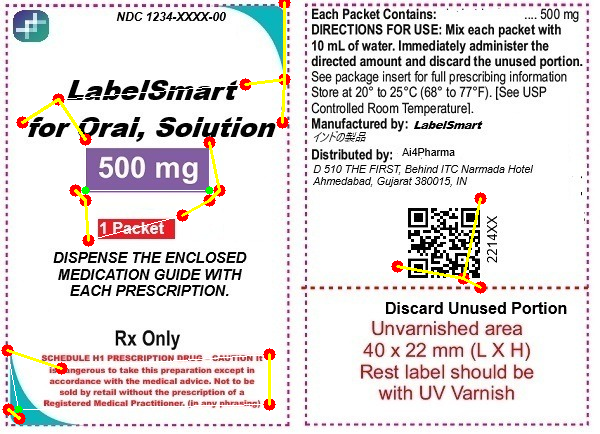 NDC 1234-XXXX-00
LabelSmart
for Oral, Solution
500 mg
1 Packet
DISPENSE THE ENCLOSED
MEDICATION GUIDE WITH
EACH PRESCRIPTION.
Rx Only
SCHEDULE H1 PRESCRIPTION DRUG – CAUTION It
is dangerous to take this preparation except in
accordance with the medical advice. Not to be
sold by retail without the prescription of a
Registered Medical Practitioner. (in any phrasing)
Each Packet Contains: .... 500 mg
DIRECTIONS FOR USE: Mix each packet with
10 mL of water. Immediately administer the
directed amount and discard the unused portion.
See package insert for full prescribing information
Store at 20° to 25°C (68° to 77°F). [See USP
Controlled Room Temperature].
Manufactured by: LabelSmart
インドの製品
Distributed by: Ai4Pharma
D 510 THE FIRST, Behind ITC Narmada Hotel
Ahmedabad, Gujarat 380015, IN
2214XX
Discard Unused Portion
Unvarnished area
40 x 22 mm (L X H)
Rest label should be
with UV Varnish